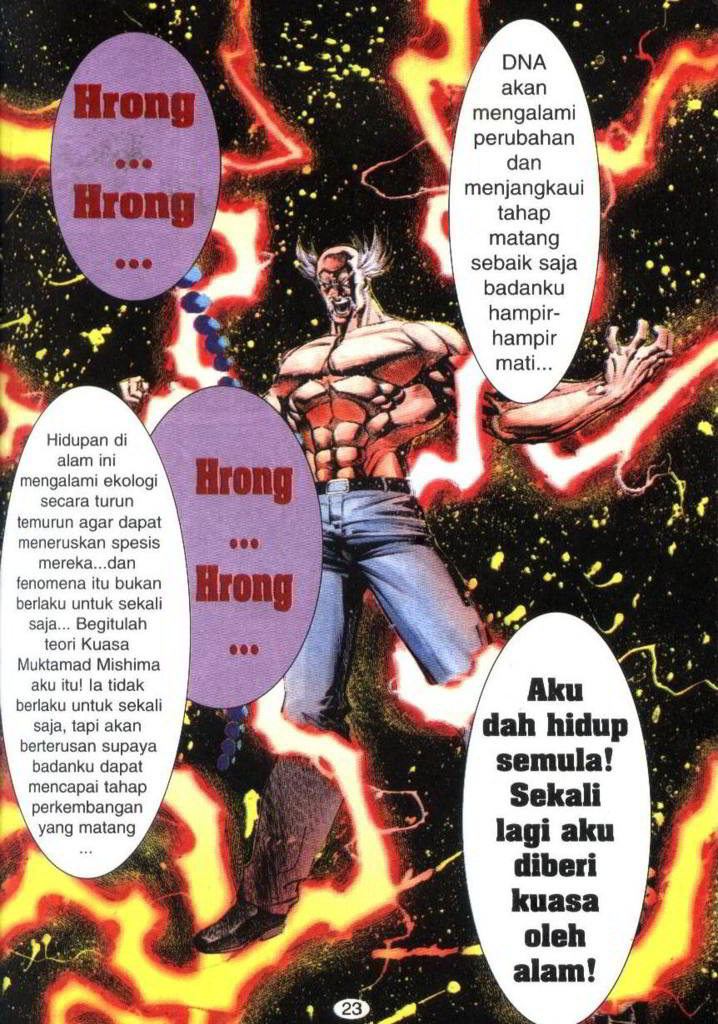 Hrong
...
Hrong
...
DNA
akan
mengalami
perubahan
dan
menjangkaui
tahap
matang
sebaik saja
badanku
hampir-
hampir
mati...
Hidupan di
alam ini
mengalami ekologi
secara turun
temurun agar dapat
meneruskan spesis
mereka...dan
fenomena itu bukan
berlaku untuk sekali
saja... Begitulah
teori Kuasa
Muktamad Mishima
aku itu! Ia tidak
berlaku untuk sekali
saja, tapi akan
berterusan supaya
badanku dapat
mencapai tahap
perkembangan
yang matang
...
Hrong
...
Hrong
...
Aku
dah hidup
semula!
Sekali
lagi aku
diberi
kuasa
oleh
alam!
23